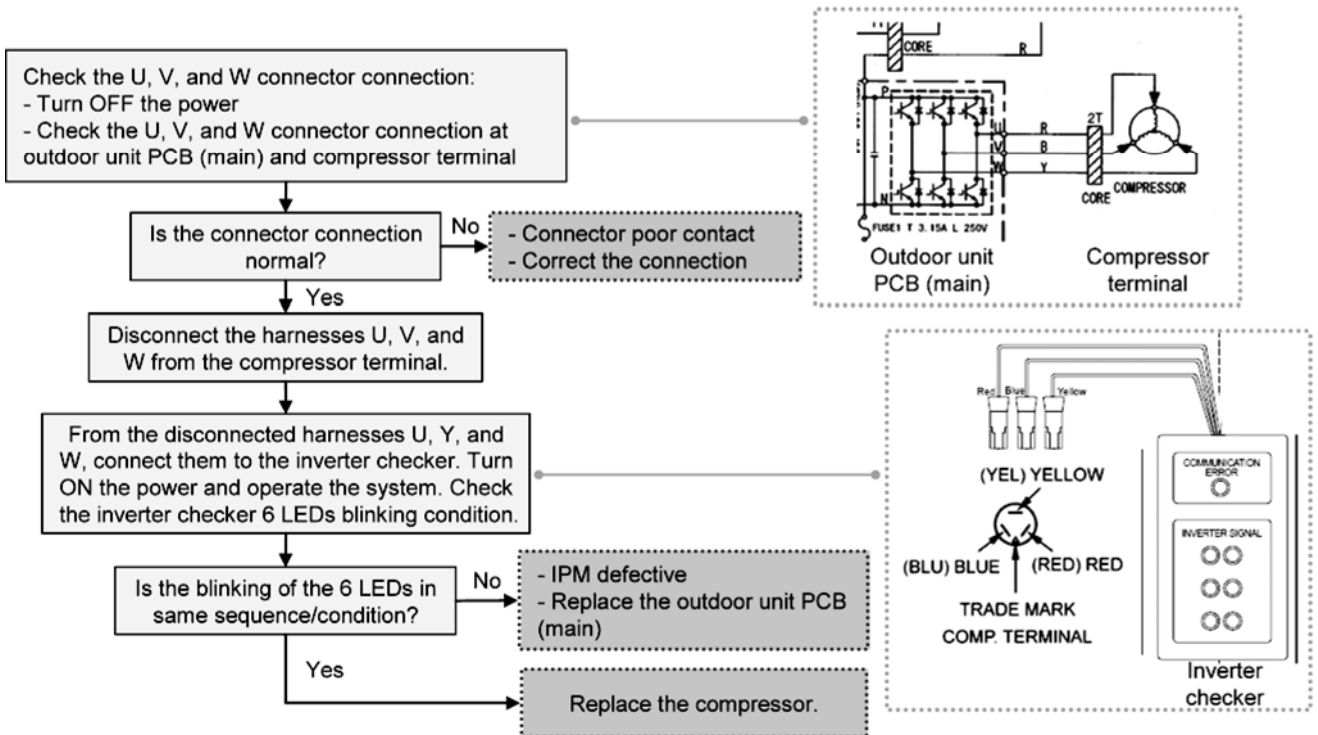 Check the U, V, and W connector connection:
- Turn OFF the power
- Check the U, V, and W connector connection at
outdoor unit PCB (main) and compressor terminal
Is the connector connection
normal?
No
- Connector poor contact
- Correct the connection
Yes
Disconnect the harnesses U, V, and
W from the compressor terminal.
From the disconnected harnesses U, Y, and
W, connect them to the inverter checker. Turn
ON the power and operate the system. Check
the inverter checker 6 LEDs blinking condition.
Is the blinking of the 6 LEDs in
same sequence/condition?
No
- IPM defective
- Replace the outdoor unit PCB
(main)
Yes
Replace the compressor.
CORE
R
P
U
R
2T
V
B
W
Y
N
CORE
COMPRESSOR
FUSE1 T 3.15A L 250V
Outdoor unit
PCB (main)
Compressor
terminal
Red
Blue
Yellow
(YEL) YELLOW
(BLU) BLUE
(RED) RED
TRADE MARK
COMP. TERMINAL
COMMUNICATION
ERROR
INVERTER SIGNAL
Inverter
checker